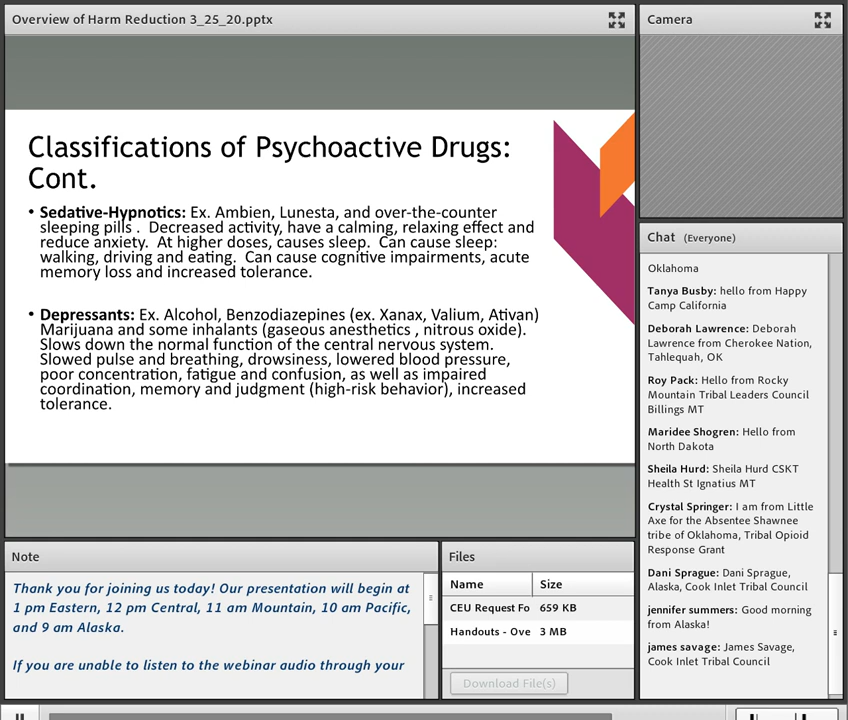 Overview of Harm Reduction 3_25_20.pptx
Classifications of Psychoactive Drugs:
Cont.
• Sedative-Hypnotics: Ex. Ambien, Lunesta, and over-the-counter
sleeping pills . Decreased activity, have a calming, relaxing effect and
reduce anxiety. At higher doses, causes sleep. Can cause sleep:
walking, driving and eating. Can cause cognitive impairments, acute
memory loss and increased tolerance.
• Depressants: Ex. Alcohol, Benzodiazepines (ex. Xanax, Valium, Ativan)
Marijuana and some inhalants (gaseous anesthetics , nitrous oxide).
Slows down the normal function of the central nervous system.
Slowed pulse and breathing, drowsiness, lowered blood pressure,
poor concentration, fatigue and confusion, as well as impaired
coordination, memory and judgment (high-risk behavior), increased
tolerance.
Camera
Chat (Everyone)
Oklahoma
Tanya Busby: hello from Happy
Camp California
Deborah Lawrence: Deborah
Lawrence from Cherokee Nation,
Tahlequah, OK
Roy Pack: Hello from Rocky
Mountain Tribal Leaders Council
Billings MT
Maridee Shogren: Hello from
North Dakota
Sheila Hurd: Sheila Hurd CSKT
Health St Ignatius MT
Crystal Springer: I am from Little
Axe for the Absentee Shawnee
tribe of Oklahoma, Tribal Opioid
Response Grant
Dani Sprague: Dani Sprague,
Alaska, Cook Inlet Tribal Council
jennifer summers: Good morning
from Alaska!
james savage: James Savage,
Cook Inlet Tribal Council
Note
Thank you for joining us today! Our presentation will begin at
1 pm Eastern, 12 pm Central, 11 am Mountain, 10 am Pacific,
and 9 am Alaska.
If you are unable to listen to the webinar audio through your
Files
Name Size
CEU Request Fo 659 KB
Handouts - Ove 3 MB
Download File(s)